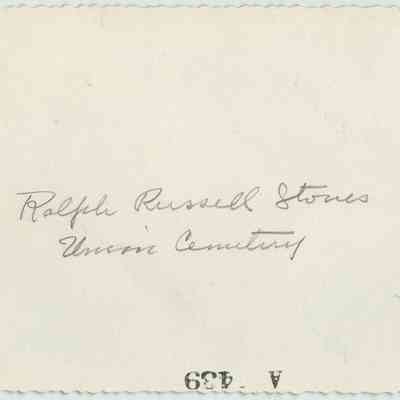 Ralph Russell Stones
Union Cemetery
A 439